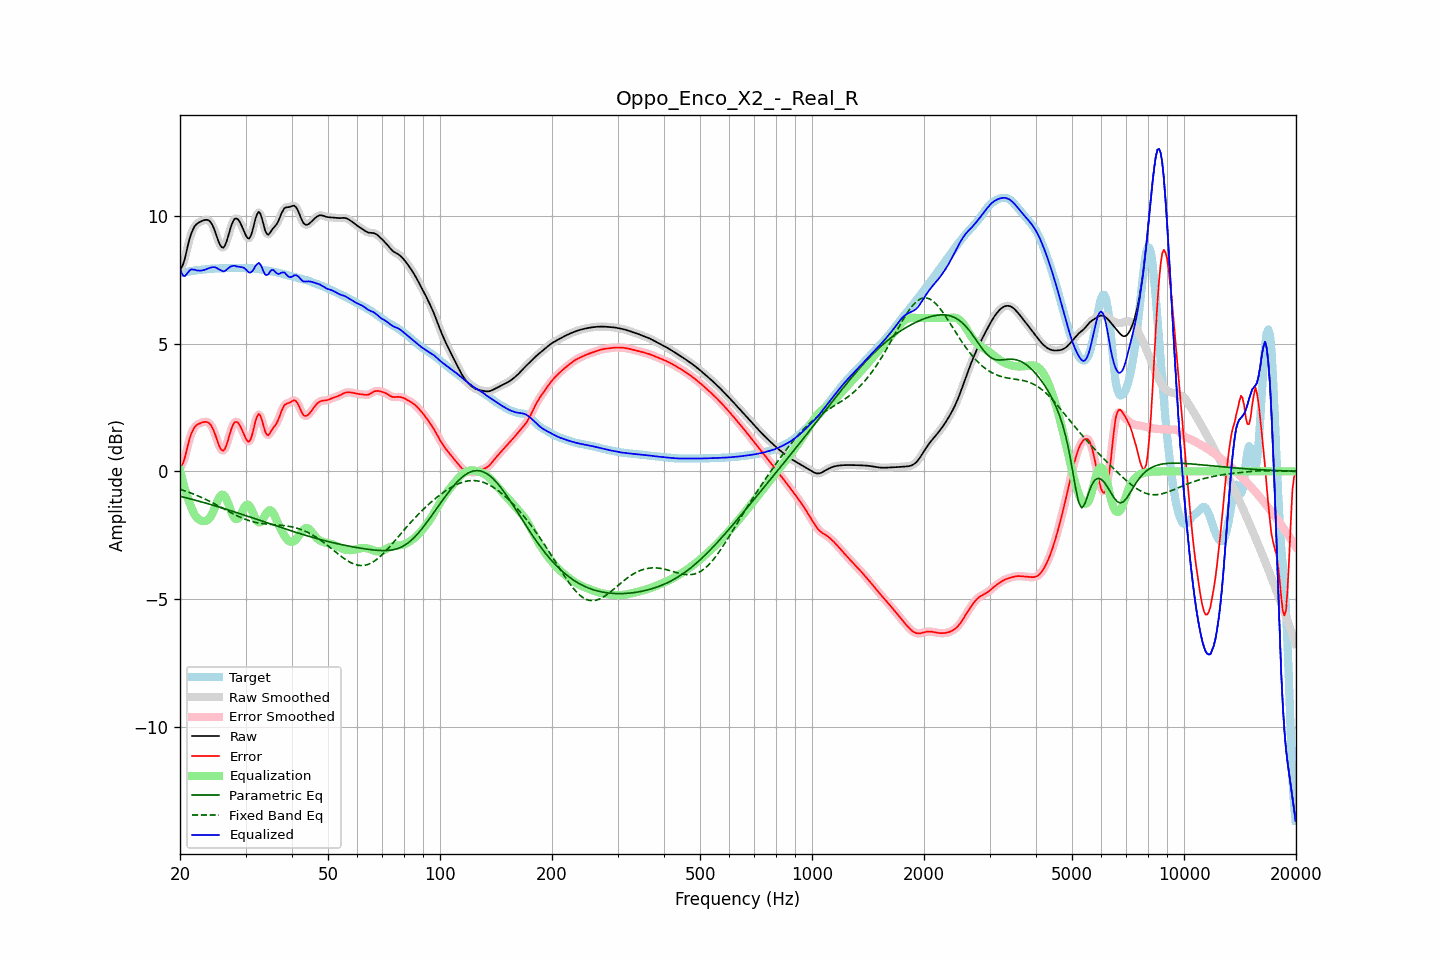 Oppo_Enco_X2_-_Real_R
Amplitude (dBr)
10
5
0
−5
−10
Target
Raw Smoothed
Error Smoothed
Raw
Error
Equalization
Parametric Eq
Fixed Band Eq
Equalized
20 50 100 200 500 1000 2000 5000 10000 20000
Frequency (Hz)